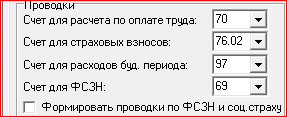 Проводки
Счет для расчета по оплате труда: 70
Счет для страховых взносов: 76.02
Счет для расходов буд. периода: 97
Счет для ФСЗН: 69
Формировать проводки по ФСЗН и соц.страху